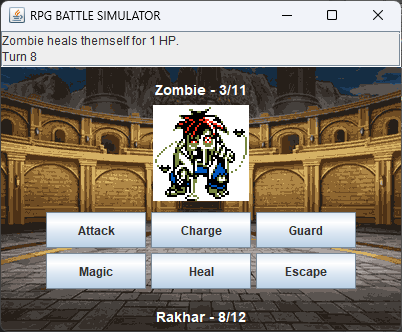 RPG BATTLE SIMULATOR
Zombie heals themself for 1 HP.
Turn 8
Zombie - 3/11
Attack
Charge
Guard
Magic
Heal
Escape
Rakhar - 8/12